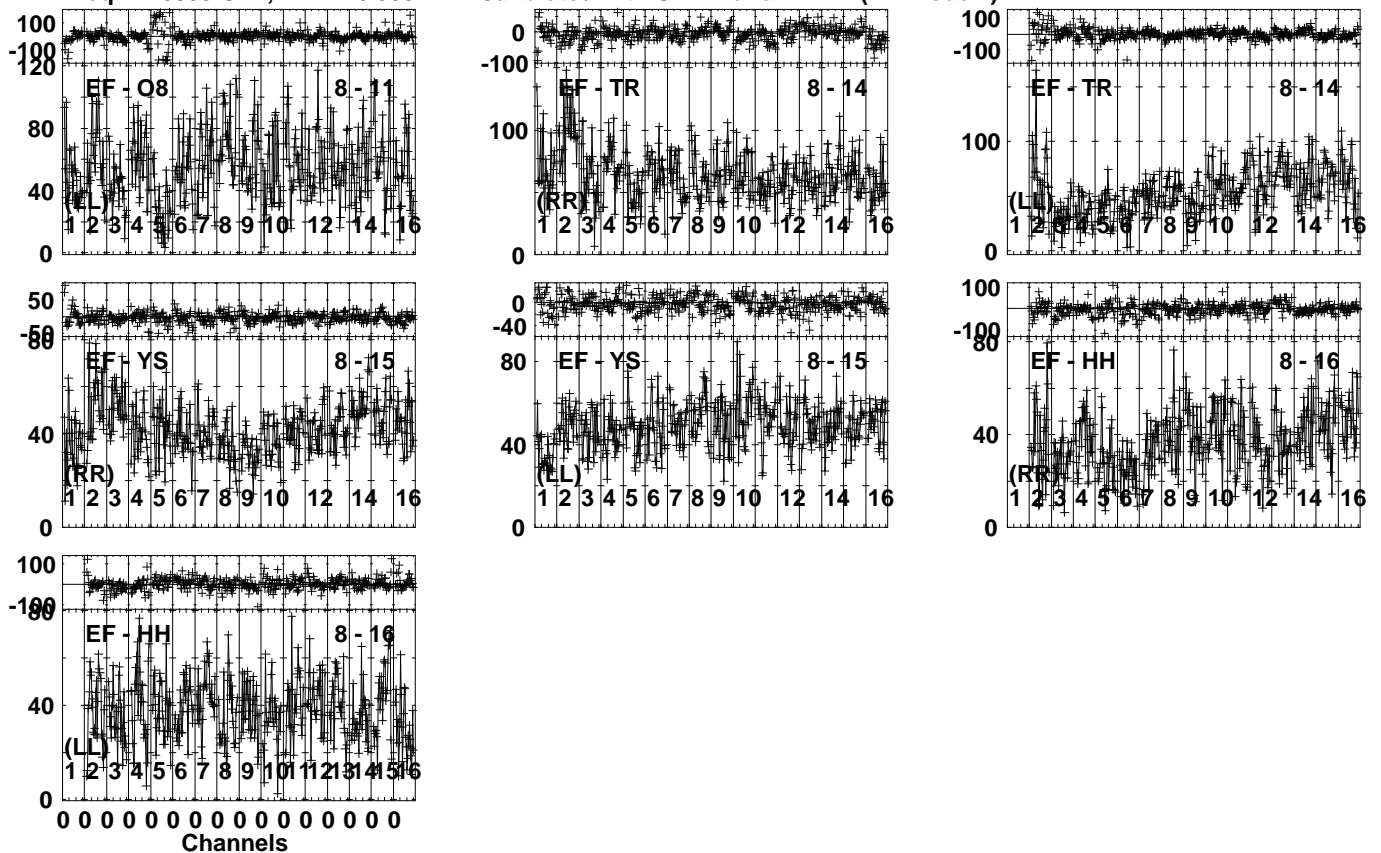 100
-100
120
80
40
0
EF - O8 8 - 11
(LL)
1 2 3 4 5 6 7 8 9 10 12 14 16
0
-100
100
0
EF - TR 8 - 14
(RR)
1 2 3 4 5 6 7 8 9 10 12 14 16
100
-100
100
0
EF - TR 8 - 14
(LL)
1 2 3 4 5 6 7 8 9 10 12 14 16
50
-50
80
40
0
EF - YS 8 - 15
(RR)
1 2 3 4 5 6 7 8 9 10 12 14 16
0
-40
80
40
0
EF - YS 8 - 15
(LL)
1 2 3 4 5 6 7 8 9 10 12 14 16
100
-100
80
40
0
EF - HH 8 - 16
(RR)
1 2 3 4 5 6 7 8 9 10 12 14 16
100
-100
80
40
0
EF - HH 8 - 16
(LL)
1 2 3 4 5 6 7 8 9 10 11 12 13 14 15 16
0 0 0 0 0 0 0 0 0 0 0 0 0 0 0 0
Channels